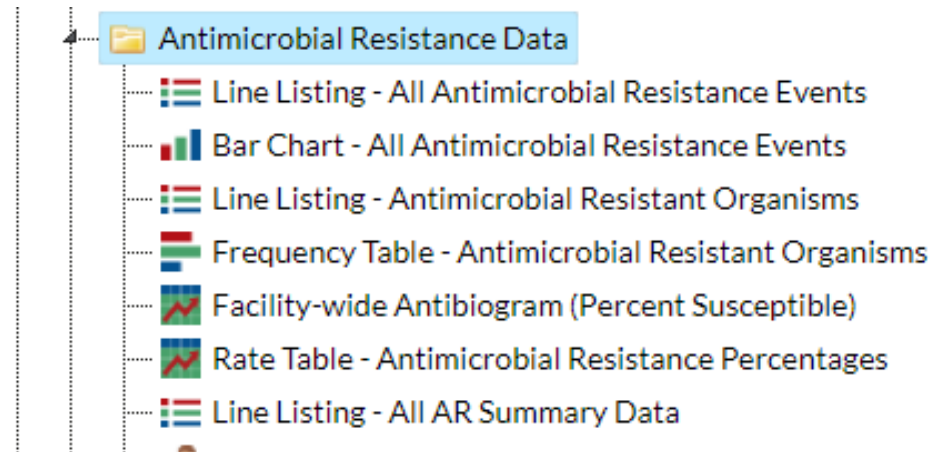 Antimicrobial Resistance Data
Line Listing - All Antimicrobial Resistance Events
Bar Chart - All Antimicrobial Resistance Events
Line Listing - Antimicrobial Resistant Organisms
Frequency Table - Antimicrobial Resistant Organisms
Facility-wide Antibiogram (Percent Susceptible)
Rate Table - Antimicrobial Resistance Percentages
Line Listing - All AR Summary Data